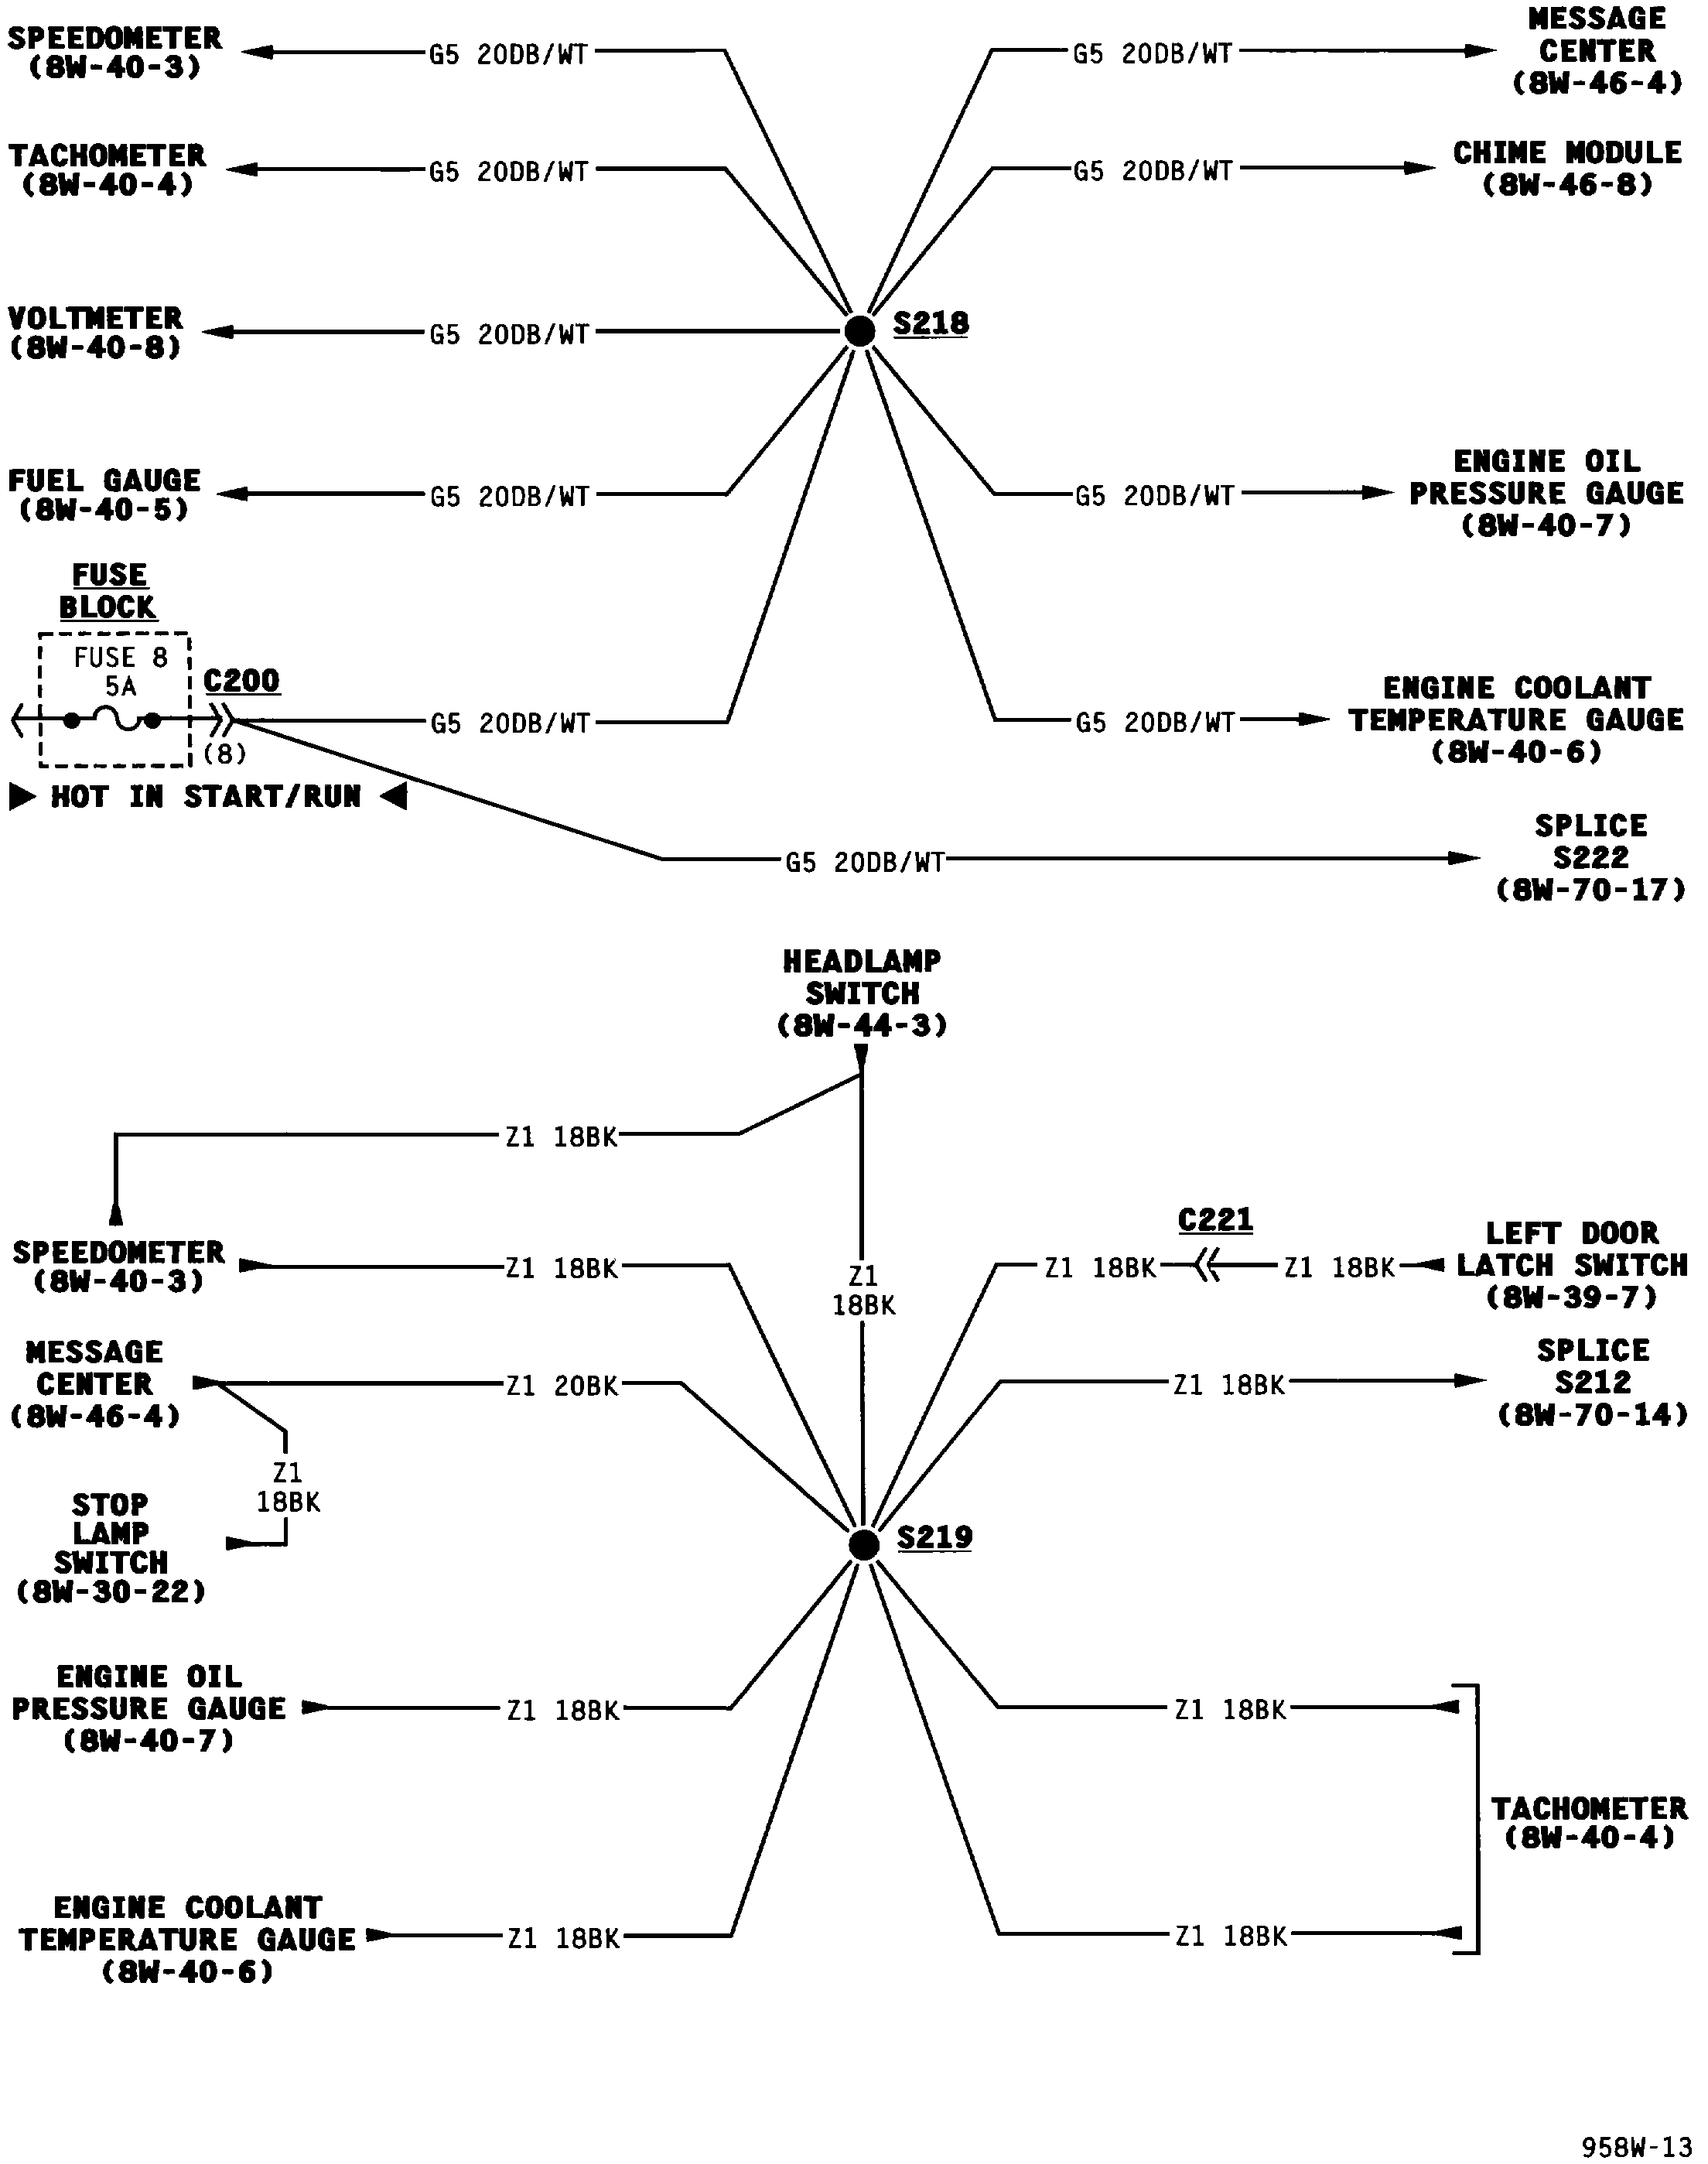 SPEEDOMETER
(8W-40-3)
G5 20DB/WT
G5 20DB/WT
MESSAGE
CENTER
(8W-46-4)
TACHOMETER
(8W-40-4)
G5 20DB/WT
G5 20DB/WT
CHIME MODULE
(8W-46-8)
VOLTMETER
(8W-40-8)
G5 20DB/WT
S218
FUEL GAUGE
(8W-40-5)
G5 20DB/WT
G5 20DB/WT
ENGINE OIL
PRESSURE GAUGE
(8W-40-7)
FUSE
BLOCK
FUSE 8
5A
C200
(8)
G5 20DB/WT
G5 20DB/WT
ENGINE COOLANT
TEMPERATURE GAUGE
(8W-40-6)
HOT IN START/RUN
G5 20DB/WT
SPLICE
S222
(8W-70-17)
HEADLAMP
SWITCH
(8W-44-3)
Z1 18BK
SPEEDOMETER
(8W-40-3)
Z1 18BK
Z1
18BK
C221
Z1 18BK
Z1 18BK
LEFT DOOR
LATCH SWITCH
(8W-39-7)
MESSAGE
CENTER
(8W-46-4)
Z1 20BK
Z1 18BK
SPLICE
S212
(8W-70-14)
Z1
18BK
STOP
LAMP
SWITCH
(8W-30-22)
S219
ENGINE OIL
PRESSURE GAUGE
(8W-40-7)
Z1 18BK
Z1 18BK
TACHOMETER
(8W-40-4)
ENGINE COOLANT
TEMPERATURE GAUGE
(8W-40-6)
Z1 18BK
Z1 18BK
958W-13